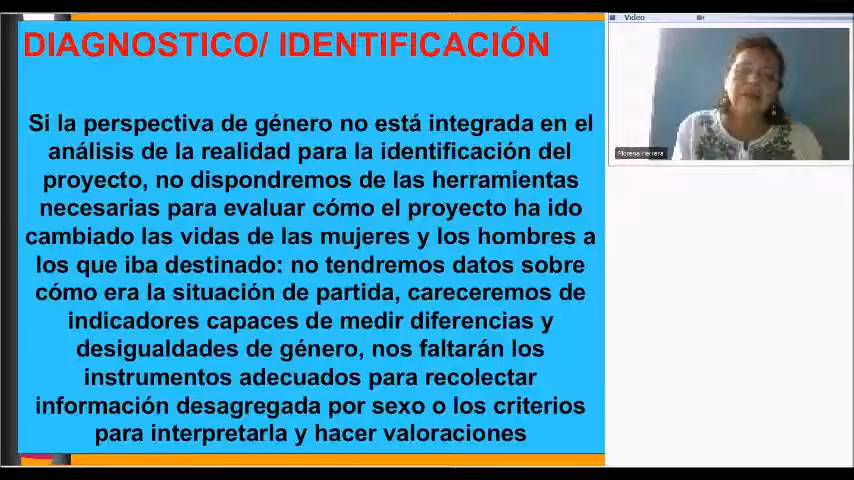 DIAGNOSTICO/ IDENTIFICACIÓN
Si la perspectiva de género no está integrada en el
análisis de la realidad para la identificación del
proyecto, no dispondremos de las herramientas
necesarias para evaluar cómo el proyecto ha ido
cambiado las vidas de las mujeres y los hombres a
los que iba destinado: no tendremos datos sobre
cómo era la situación de partida, careceremos de
indicadores capaces de medir diferencias y
desigualdades de género, nos faltarán los
instrumentos adecuados para recolectar
información desagregada por sexo o los criterios
para interpretarla y hacer valoraciones
Video
Morena Herrera